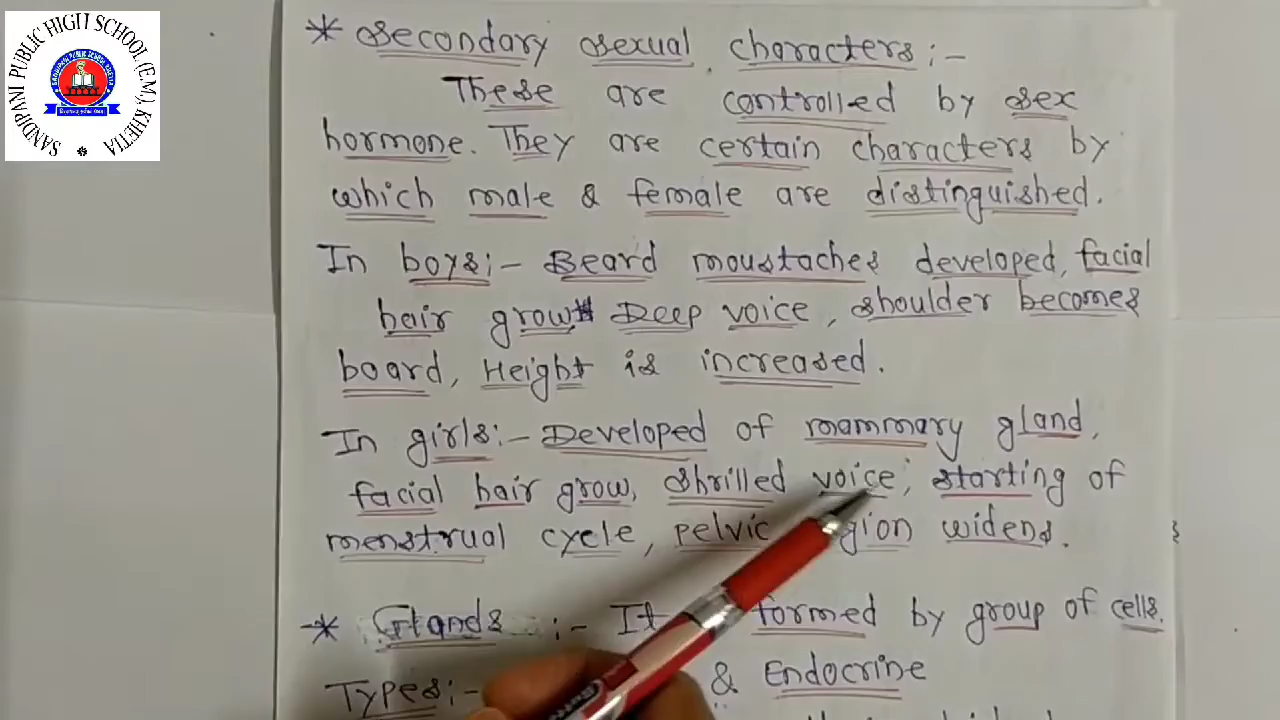 SANDIPANI PUBLIC HIGH SCHOOL (E.M), KHETIA
* Secondary sexual characters :-
These are controlled by sex
hormone. They are certain characters by
which male & female are distinguished.
In boys :- Beard moustaches developed, facial
hair grow Deep voice, shoulder becomes
board, Height is increased.
In girls :- Developed of mammary gland,
facial hair grow, shrilled voice, starting of
menstrual cycle, pelvic gion widens.
* Glands :- It formed by group of cells.
Types :- & Endocrine